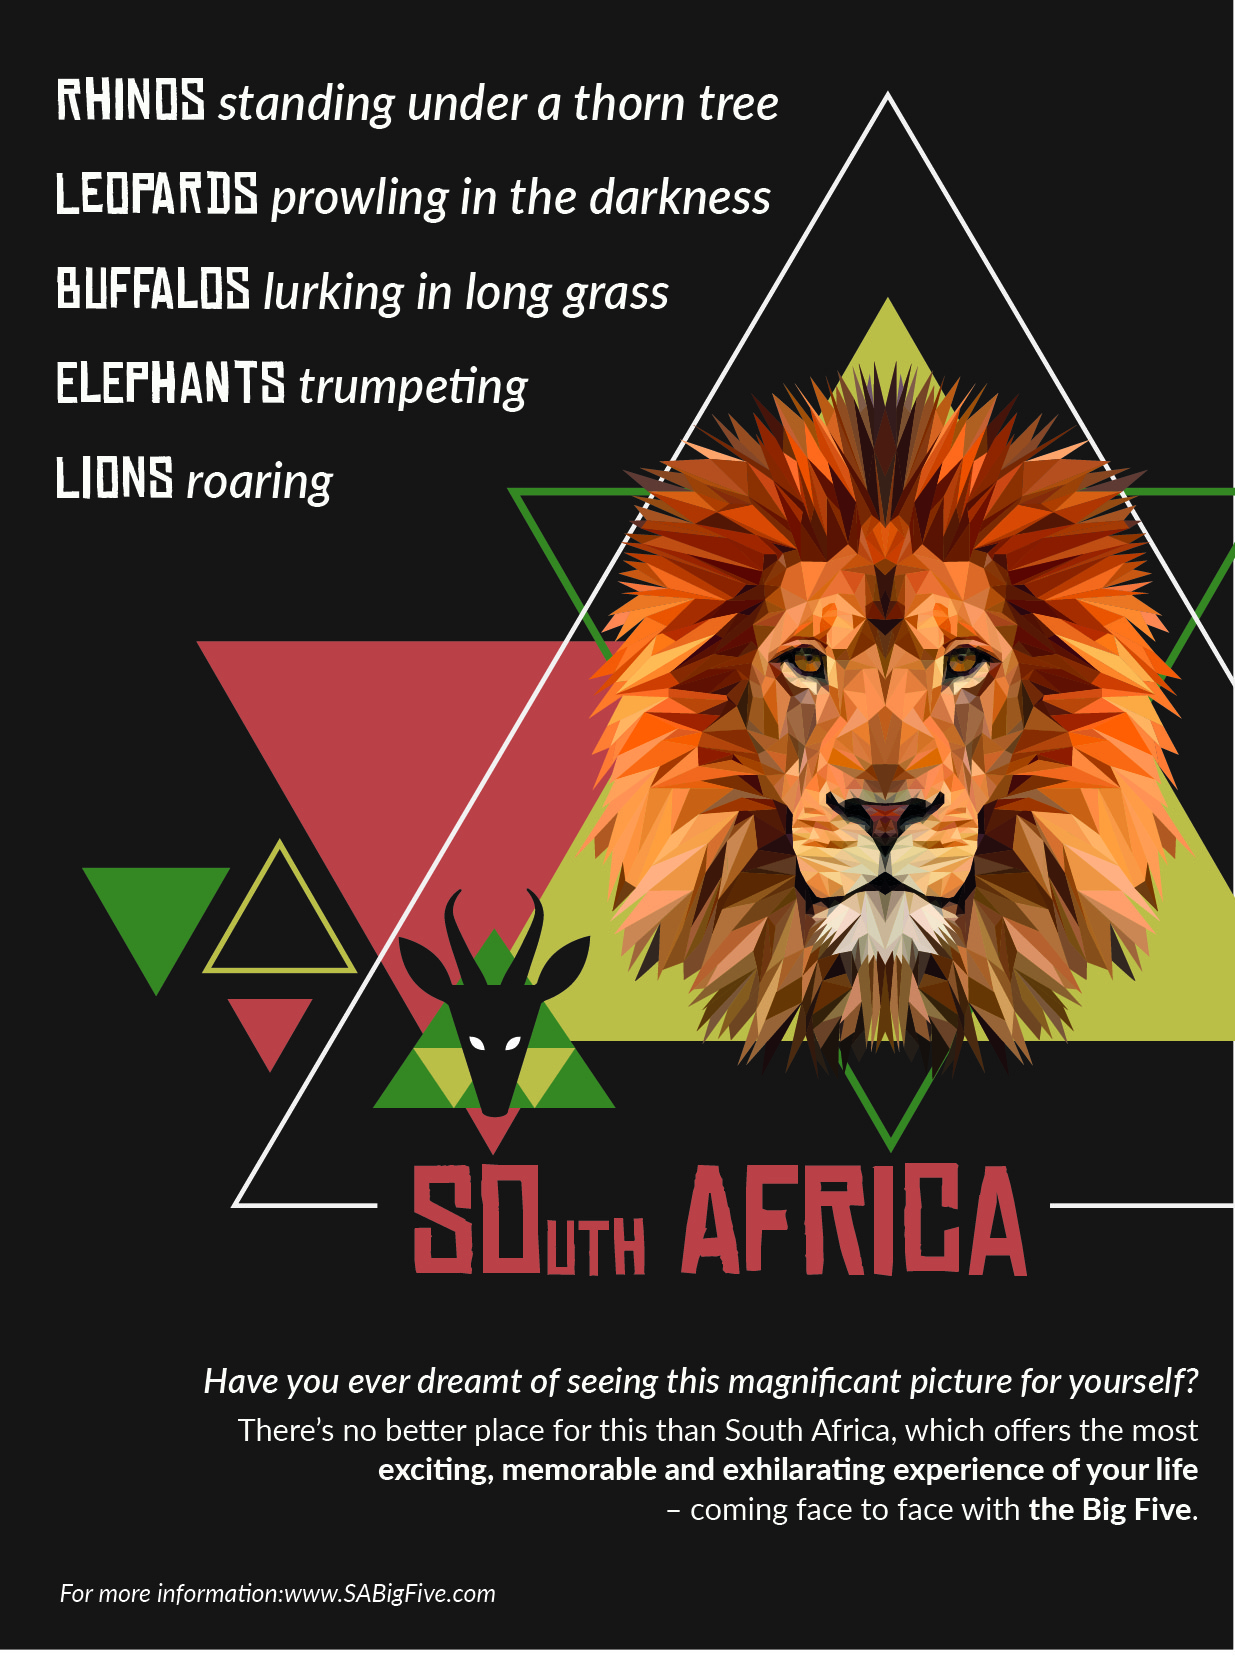 RHINOS standing under a thorn tree
LEOPARDS prowling in the darkness
BUFFALOS lurking in long grass
ELEPHANTS trumpeting
LIONS roaring
SOUTH AFRICA
Have you ever dreamt of seeing this magnificant picture for yourself?
There's no better place for this than South Africa, which offers the most
exciting, memorable and exhilarating experience of your life
– coming face to face with the Big Five.
For more information:www.SABigFive.com